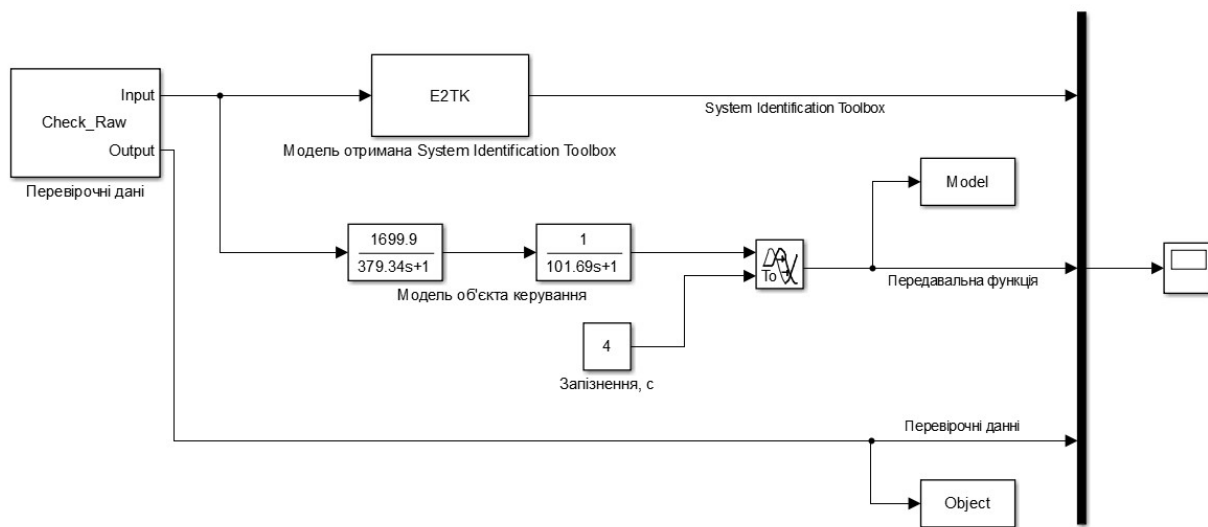 Input
Check_Raw
Output
Перевірочні дані
E2TK
Модель отримана System Identification Toolbox
System Identification Toolbox
Model
1699.9
379.34s+1
1
101.69s+1
Модель об'єкта керування
To
Передавальна функція
4
Запізнення, с
Перевірочні данні
Object